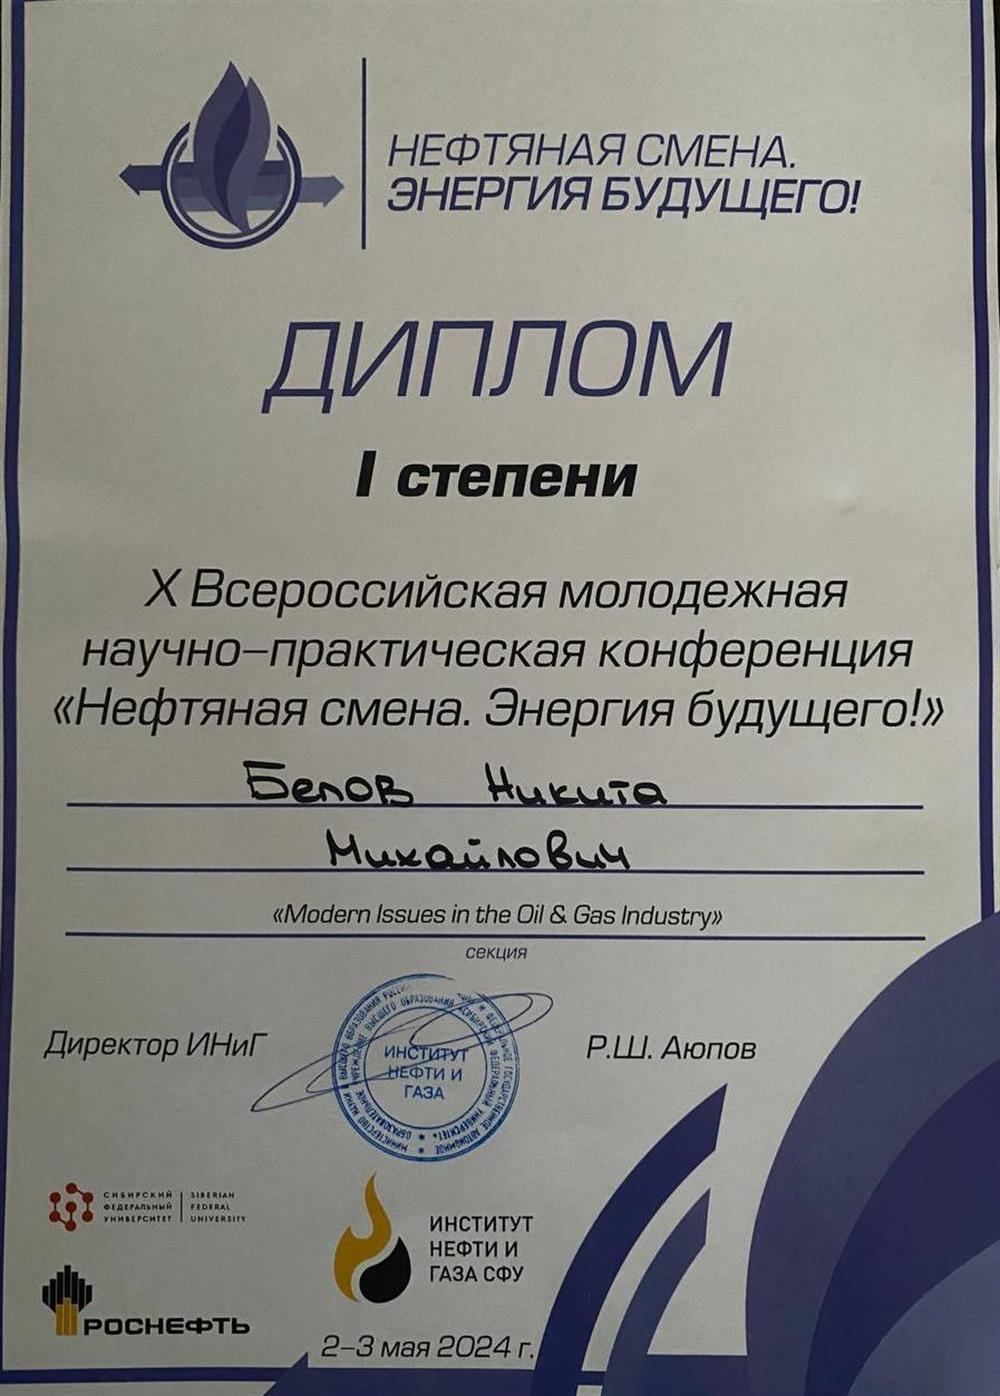 НЕФТЯНАЯ СМЕНА.
ЭНЕРГИЯ БУДУЩЕГО!
ДИПЛОМ
I степени
X Всероссийская молодежная
научно–практическая конференция
«Нефтяная смена. Энергия будущего!»
Белов Никита
Михайлович
«Modern Issues in the Oil & Gas Industry»
секция
Директор ИНиГ
ИНСТИТУТ
НЕФТИ И
ГАЗА
Р.Ш. Аюпов
СИБИРСКИЙ
ФЕДЕРАЛЬНЫЙ
УНИВЕРСИТЕТ
SIBERIAN
FEDERAL
UNIVERSITY
ИНСТИТУТ
НЕФТИ И
ГАЗА СФУ
РОСНЕФТЬ
2–3 мая 2024 г.